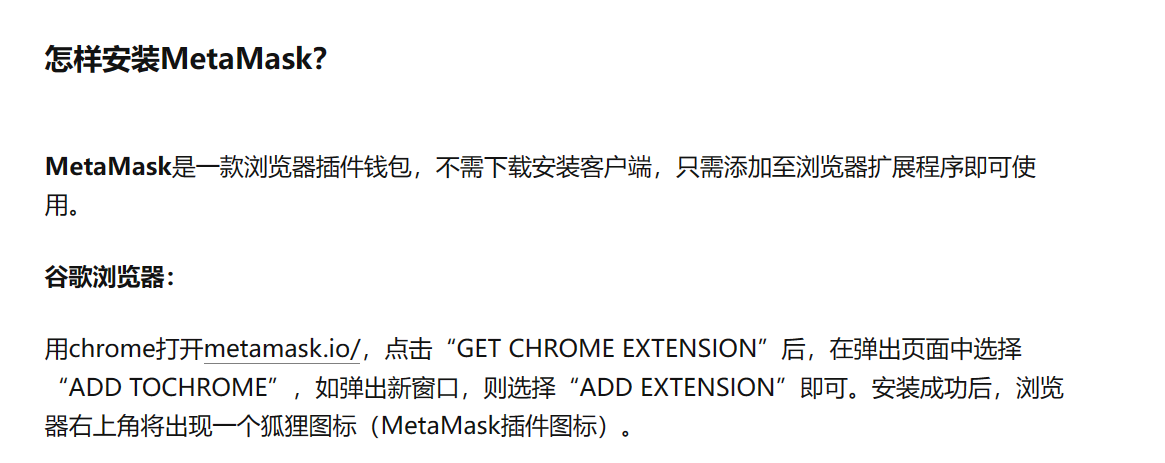 怎样安装MetaMask？
MetaMask是一款浏览器插件钱包，不需下载安装客户端，只需添加至浏览器扩展程序即可使
用。
谷歌浏览器：
用chrome打开metamask.io/，点击“GET CHROME EXTENSION”后，在弹出页面中选择
“ADD TOCHROME”，如弹出新窗口，则选择“ADD EXTENSION”即可。安装成功后，浏览
器右上角将出现一个狐狸图标（MetaMask插件图标）。